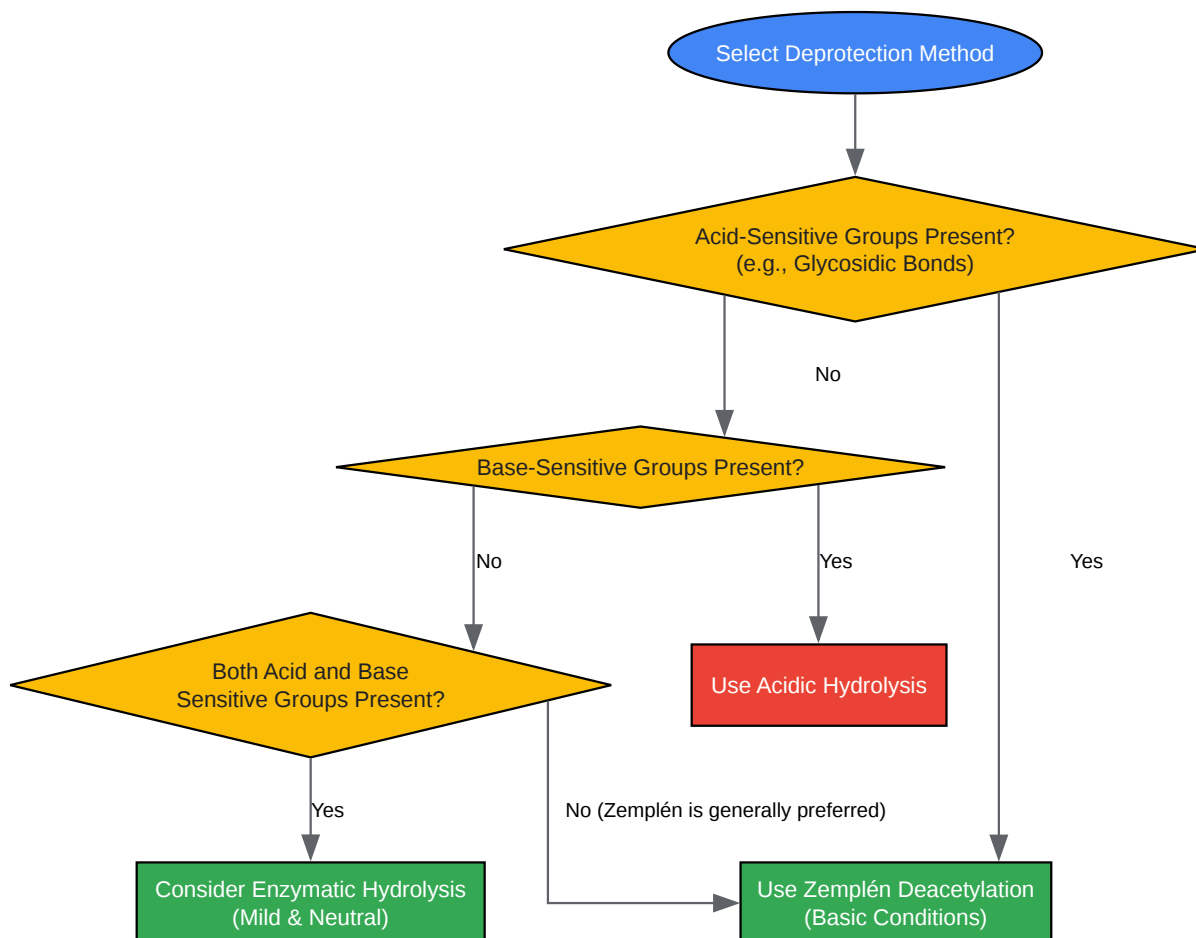 Select Deprotection Method
Acid-Sensitive Groups Present?
(e.g., Glycosidic Bonds)
No
Base-Sensitive Groups Present?
No
Yes
Yes
Both Acid and Base
Sensitive Groups Present?
Use Acidic Hydrolysis
Yes
No (Zemplén is generally preferred)
Consider Enzymatic Hydrolysis
(Mild & Neutral)
Use Zemplén Deacetylation
(Basic Conditions)